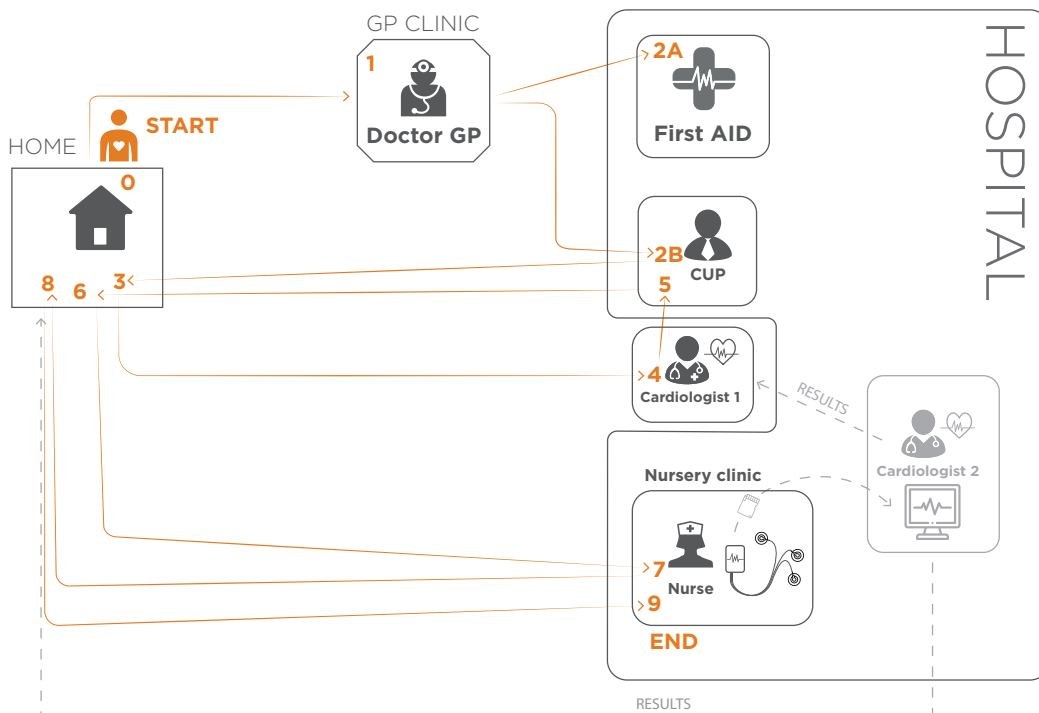 GP CLINIC
1
Doctor GP
2A
First AID
HOSPITAL
START
HOME
0
8
6
3
2B
CUP
5
4
Cardiologist 1
RESULTS
Cardiologist 2
Nursery clinic
7
Nurse
9
END
RESULTS